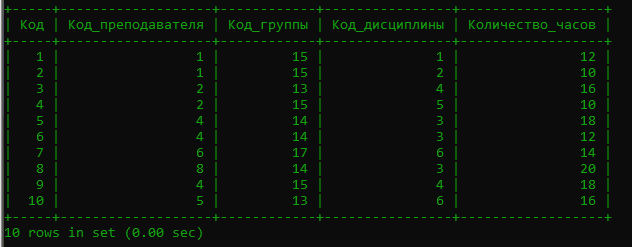 +------+--------------------+------------+----------------+------------------+
| Код | Код_преподавателя | Код_группы | Код_дисциплины | Количество_часов |
+------+--------------------+------------+----------------+------------------+
| 1 | 1 | 15 | 1 | 12 |
| 2 | 1 | 15 | 2 | 10 |
| 3 | 2 | 13 | 4 | 16 |
| 4 | 2 | 15 | 5 | 10 |
| 5 | 4 | 14 | 3 | 18 |
| 6 | 4 | 14 | 3 | 12 |
| 7 | 6 | 17 | 6 | 14 |
| 8 | 8 | 14 | 3 | 20 |
| 9 | 4 | 15 | 4 | 18 |
| 10 | 5 | 13 | 6 | 16 |
+------+--------------------+------------+----------------+------------------+
10 rows in set (0.00 sec)